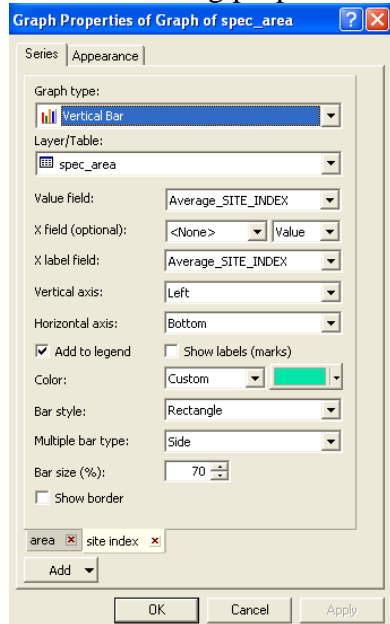 Graph Properties of Graph of spec_area
Series Appearance
Graph type:
Vertical Bar
Layer/Table:
spec_area
Value field: Average_SITE_INDEX
X field (optional): <None> Value
X label field: Average_SITE_INDEX
Vertical axis: Left
Horizontal axis: Bottom
Add to legend Show labels (marks)
Color: Custom
Bar style: Rectangle
Multiple bar type: Side
Bar size (%): 70
Show border
area site index
Add
OK Cancel Apply